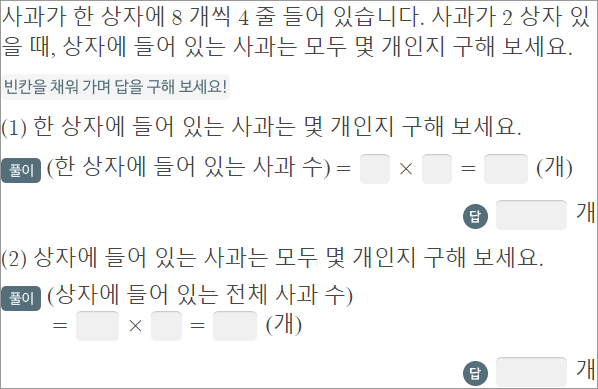 사과가 한 상자에 8 개씩 4 줄 들어 있습니다. 사과가 2 상자 있
을 때, 상자에 들어 있는 사과는 모두 몇 개인지 구해 보세요.
빈칸을 채워 가며 답을 구해 보세요!
(1) 한 상자에 들어 있는 사과는 몇 개인지 구해 보세요.
풀이 (한 상자에 들어 있는 사과 수) = × = (개)
답 개
(2) 상자에 들어 있는 사과는 모두 몇 개인지 구해 보세요.
풀이 (상자에 들어 있는 전체 사과 수)
= × = (개)
답 개